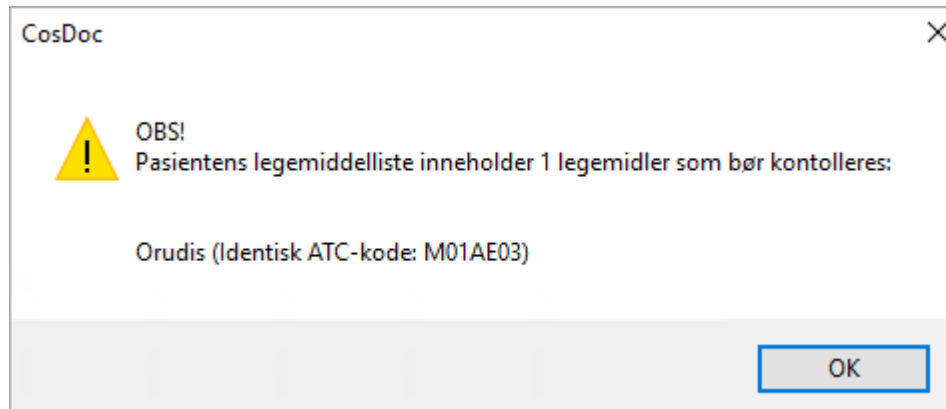 CosDoc
OBS!
Pasientens legemiddelliste inneholder 1 legemidler som bør kontolleres:
Orudis (Identisk ATC-kode: M01AE03)
OK